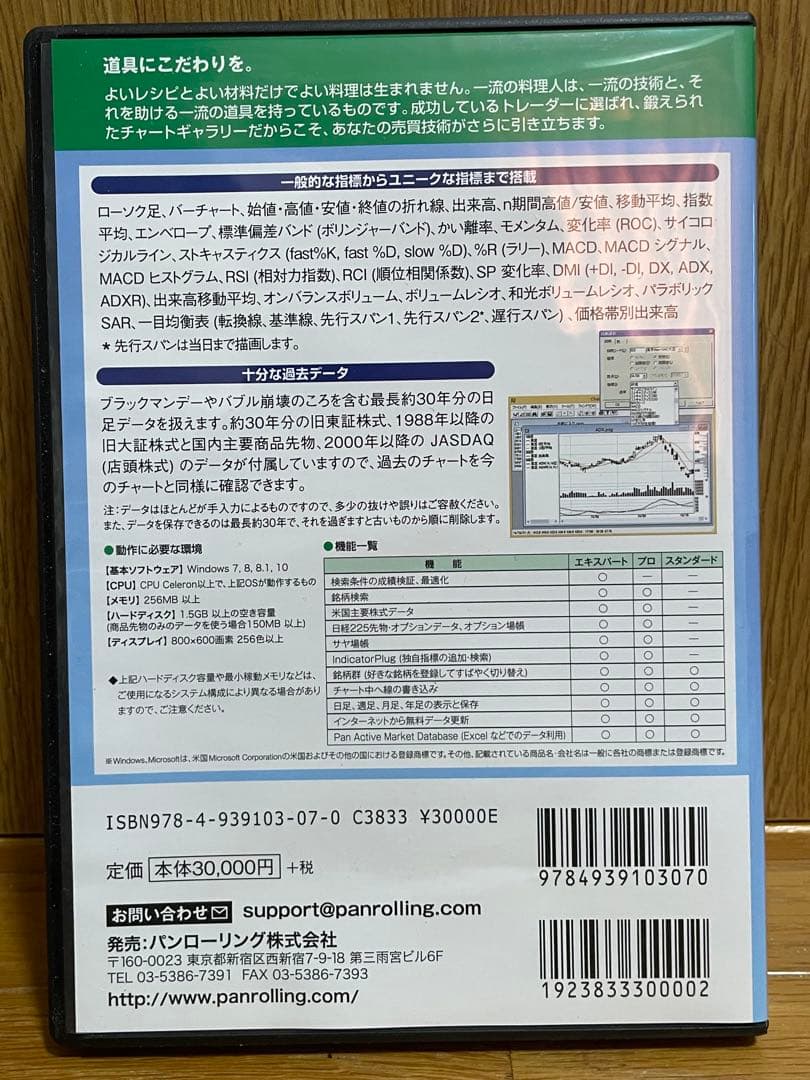 道具にこだわりを。
よいレシピとよい材料だけでよい料理は生まれません。一流の料理人は、一流の技術と、そ
れを助ける一流の道具を持っているものです。成功しているトレーダーに選ばれ、鍛えられ
たチャートギャラリーだからこそ、あなたの売買技術がさらに引き立ちます。
一般的な指標からユニークな指標まで搭載
ローソク足、バーチャート、始値・高値・安値・終値の折れ線、出来高、n期間高値/安値、移動平均、指数
平均、エンベロープ、標準偏差バンド (ボリンジャーバンド)、かい離率、モメンタム、変化率 (ROC)、サイコロ
ジカルライン、ストキャスティクス (fast%K, fast %D, slow %D)、%R (ラリー)、MACD、MACD シグナル、
MACD ヒストグラム、RSI (相対力指数)、RCI (順位相関係数)、SP 変化率、DMI (+DI, -DI, DX, ADX,
ADXR)、出来高移動平均、オンバランスボリューム、ボリュームレシオ、和光ボリュームレシオ、パラボリック
SAR、一目均衡表 (転換線、基準線、先行スパン1、先行スパン2*、遅行スパン) 、価格帯別出来高
* 先行スパンは当日まで描画します。
十分な過去データ
ブラックマンデーやバブル崩壊のころを含む最長約30年分の日
足データを扱えます。約30年分の旧東証株式、1988年以降の
旧大証株式と国内主要商品先物、2000年以降の JASDAQ
(店頭株式) のデータが付属していますので、過去のチャートを今
のチャートと同様に確認できます。
注:データはほとんどが手入力によるものですので、多少の抜けや誤りはご容赦ください。
また、データを保存できるのは最長約30年で、それを過ぎますと古いものから順に削除します。
●動作に必要な環境
【基本ソフトウェア】Windows 7, 8, 8.1, 10
【CPU】CPU Celeron以上で、上記OSが動作するもの
【メモリ】256MB 以上
【ハードディスク】1.5GB 以上の空き容量
(商品先物のみのデータを使う場合150MB 以上)
【ディスプレイ】800×600画素 256色以上
◆上記ハードディスク容量や最小稼動メモリなどは、
ご使用になるシステム構成により異なる場合があり
ますので、ご注意ください。
●機能一覧
機 能 エキスパート プロ スタンダード
検索条件の成績検証、最適化 ○ — —
銘柄検索 ○ ○ —
米国主要株式データ ○ ○ —
日経225先物・オプションデータ、オプション場帳 ○ ○ —
サヤ場帳 ○ ○ —
IndicatorPlug (独自指標の追加・検索) ○ ○ —
銘柄群 (好きな銘柄を登録してすばやく切り替え) ○ ○ ○
チャート中へ線の書き込み ○ ○ ○
日足、週足、月足、年足の表示と保存 ○ ○ ○
インターネットから無料データ更新 ○ ○ ○
Pan Active Market Database (Excel などでのデータ利用) ○ ○ ○
※Windows、Microsoftは、米国Microsoft Corporationの米国およびその他の国における登録商標です。その他、記載されている商品名・会社名は一般に各社の商標または登録商標です。
ISBN978-4-939103-07-0 C3833 ¥30000E
定価 本体30,000円 +税
9784939103070
お問い合わせ support@panrolling.com
発売:パンローリング株式会社
〒160-0023 東京都新宿区西新宿7-9-18 第三雨宮ビル6F
TEL 03-5386-7391 FAX 03-5386-7393
http://www.panrolling.com/
1923833300002